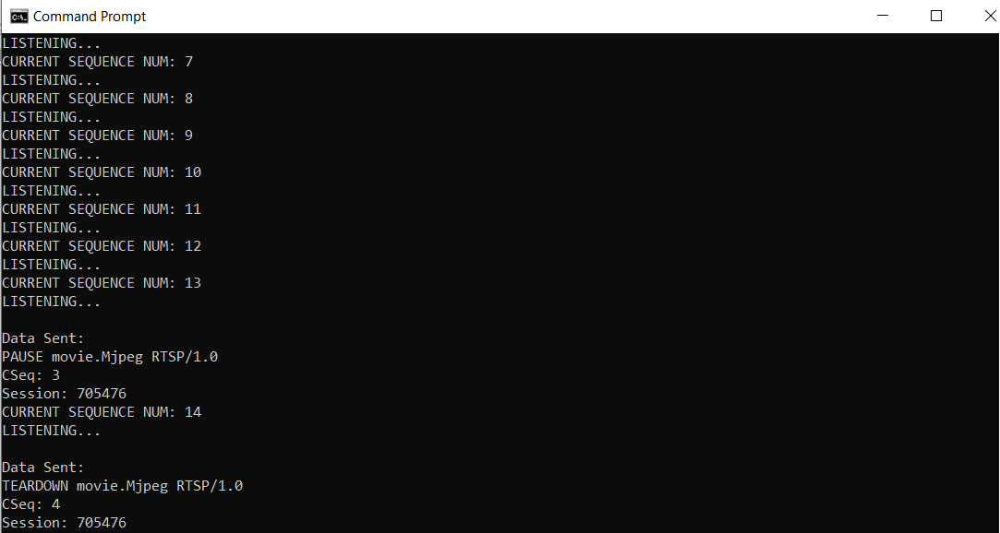 Command Prompt
LISTENING...
CURRENT SEQUENCE NUM: 7
LISTENING...
CURRENT SEQUENCE NUM: 8
LISTENING...
CURRENT SEQUENCE NUM: 9
LISTENING...
CURRENT SEQUENCE NUM: 10
LISTENING...
CURRENT SEQUENCE NUM: 11
LISTENING...
CURRENT SEQUENCE NUM: 12
LISTENING...
CURRENT SEQUENCE NUM: 13
LISTENING...
Data Sent:
PAUSE movie.Mjpeg RTSP/1.0
CSeq: 3
Session: 705476
CURRENT SEQUENCE NUM: 14
LISTENING...
Data Sent:
TEARDOWN movie.Mjpeg RTSP/1.0
CSeq: 4
Session: 705476